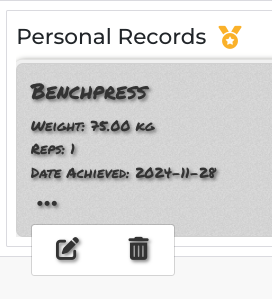 Personal Records
Benchpress
Weight: 75.00 kg
Reps: 1
Date Achieved: 2024-11-28
...